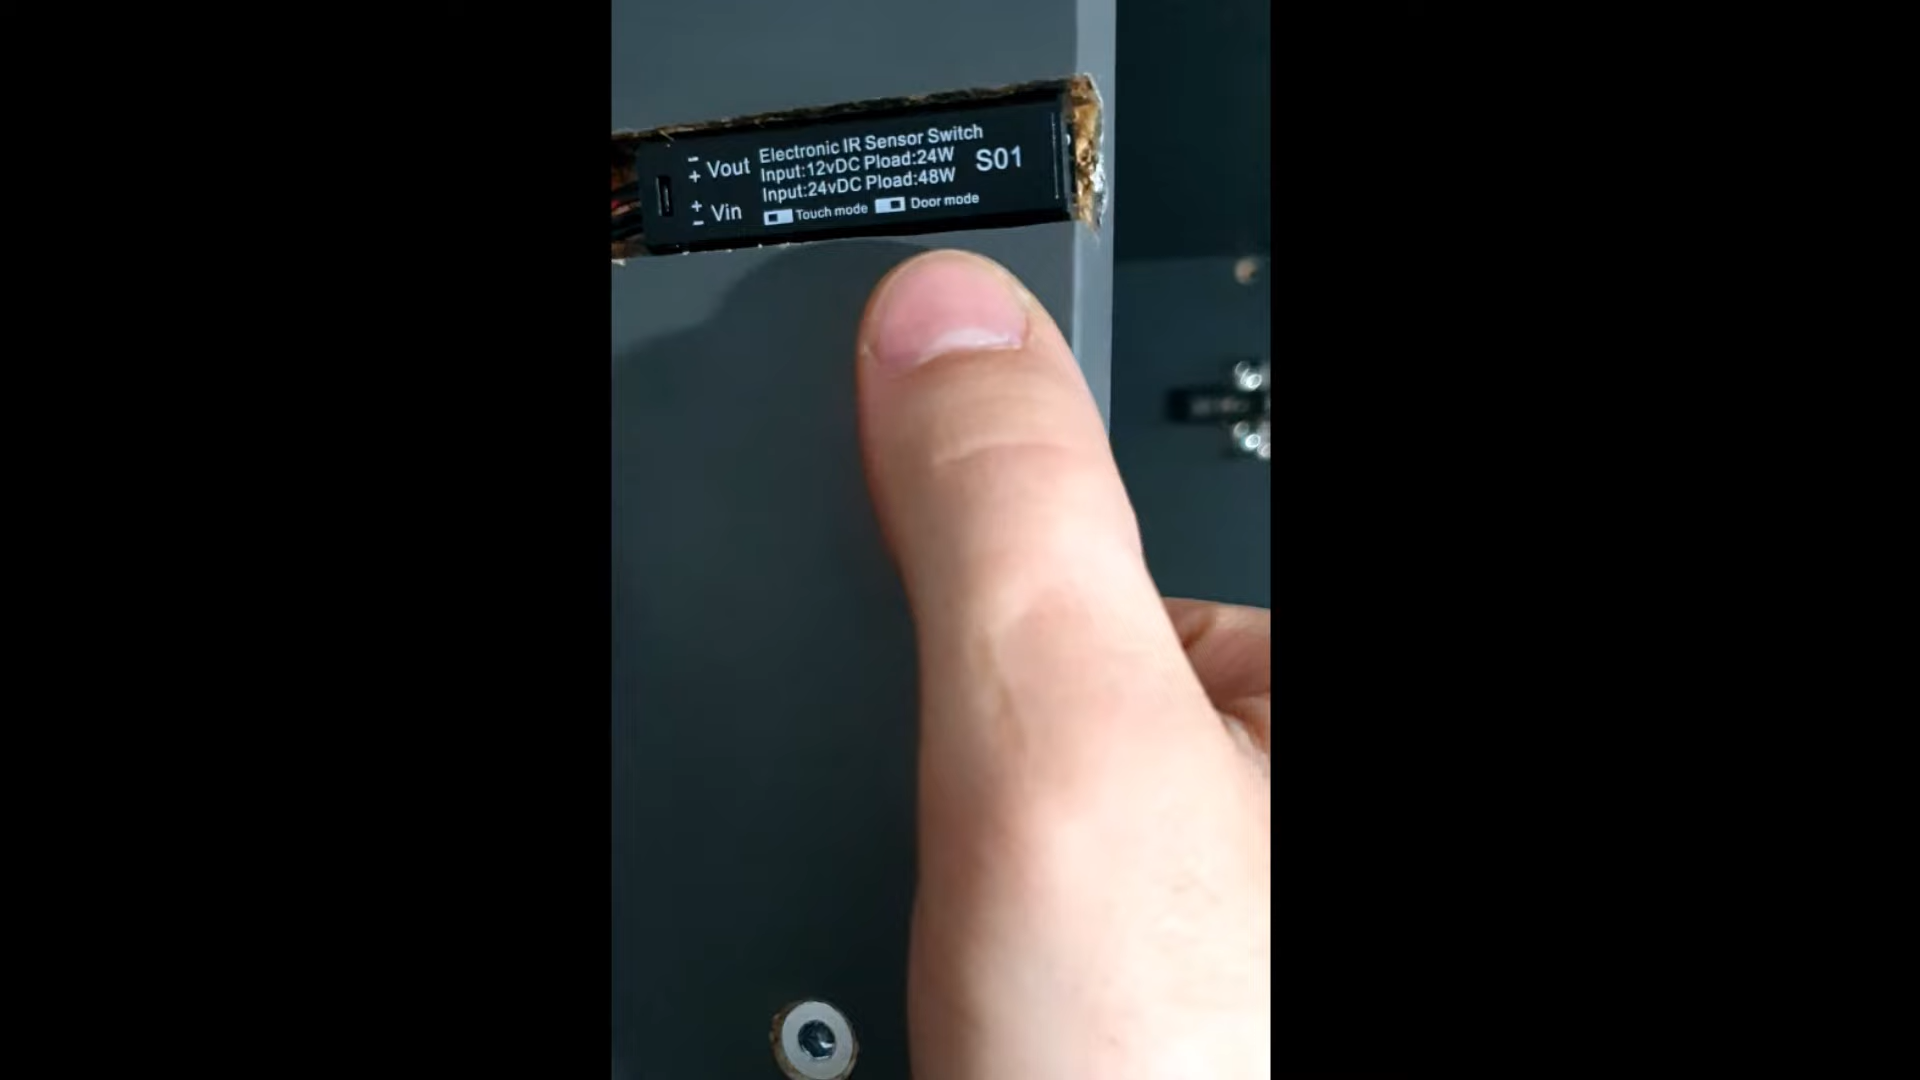 - Vout
+
+ Vin
-
Electronic IR Sensor Switch
Input:12vDC Pload:24W
Input:24vDC Pload:48W
Touch mode Door mode
S01